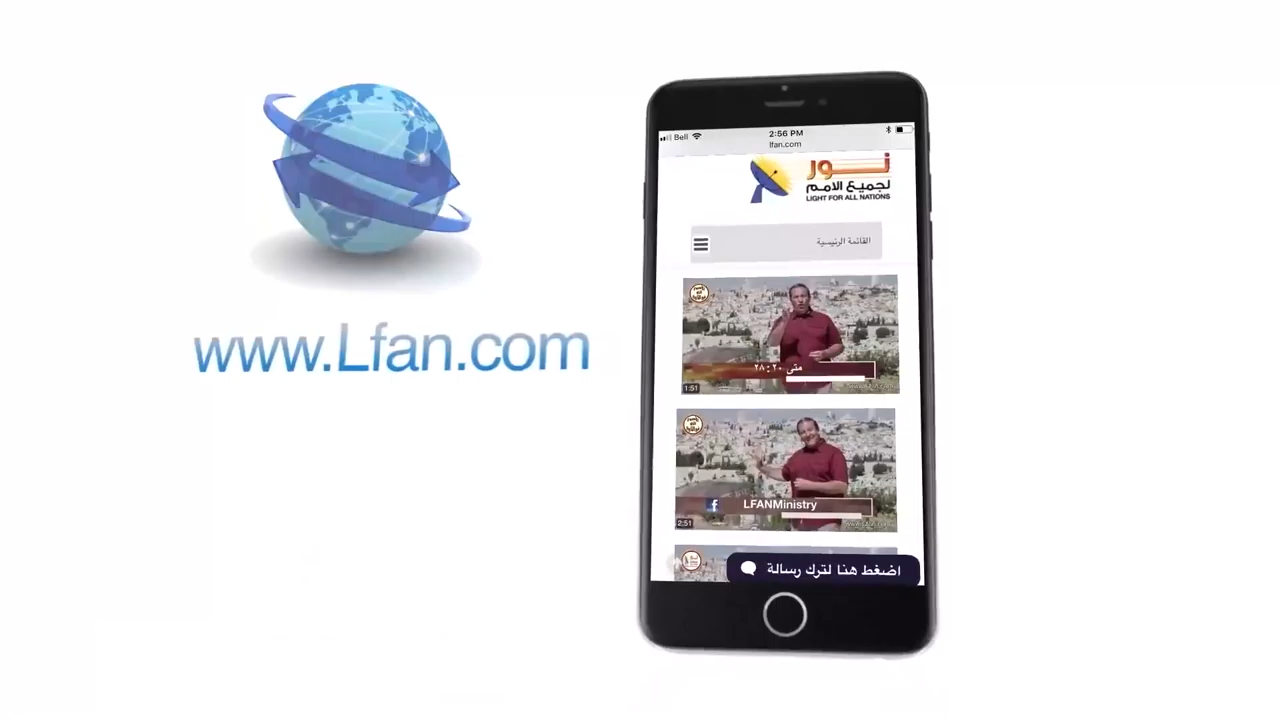 www.Lfan.com
Bell
2:56 PM
lfan.com
نور
لجميع الامم
LIGHT FOR ALL NATIONS
القائمة الرئيسية
متى ٢٠ : ٢٨
1:51
LFANMinistry
2:51
اضغط هنا لترك رسالة